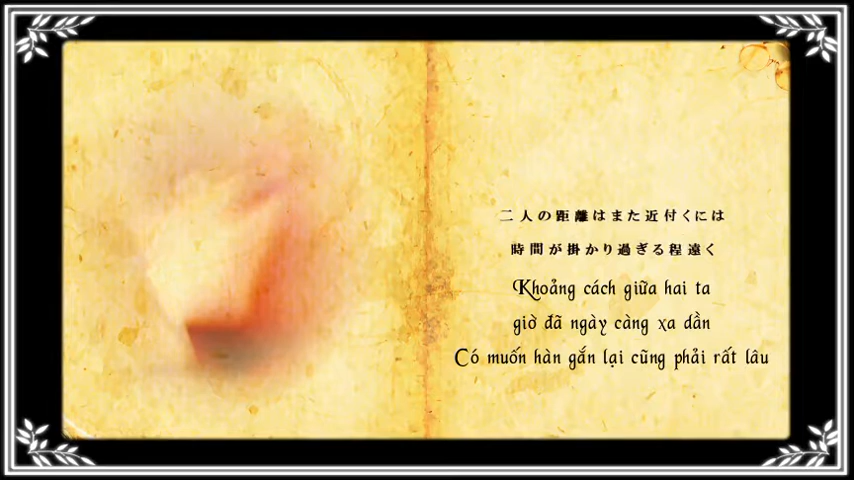 二人の距離はまた近付くには
時間が掛かり過ぎる程遠く
Khoảng cách giữa hai ta
giờ đã ngày càng xa dần
Có muốn hàn gắn lại cũng phải rất lâu